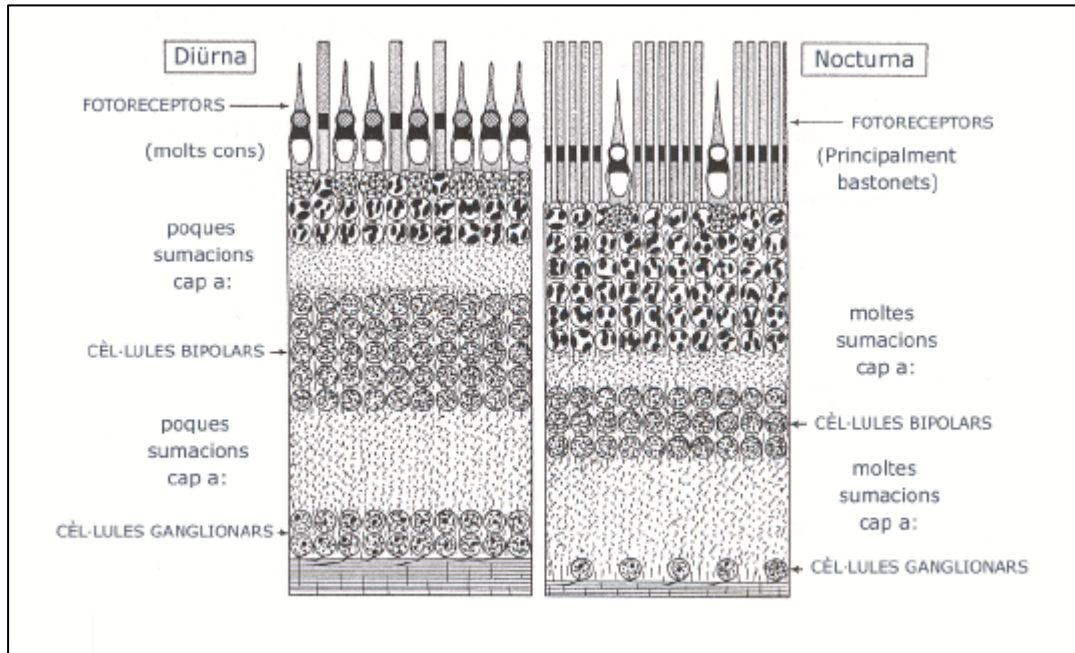 Diürna
FOTORECEPTORS
(molts cons)
poques
sumacions
cap a:
CÈL·LULES BIPOLARS
poques
sumacions
cap a:
CÈL·LULES GANGLIONARS
Nocturna
FOTORECEPTORS
(Principalment
bastonets)
moltes
sumacions
cap a:
CÈL·LULES BIPOLARS
moltes
sumacions
cap a:
CÈL·LULES GANGLIONARS